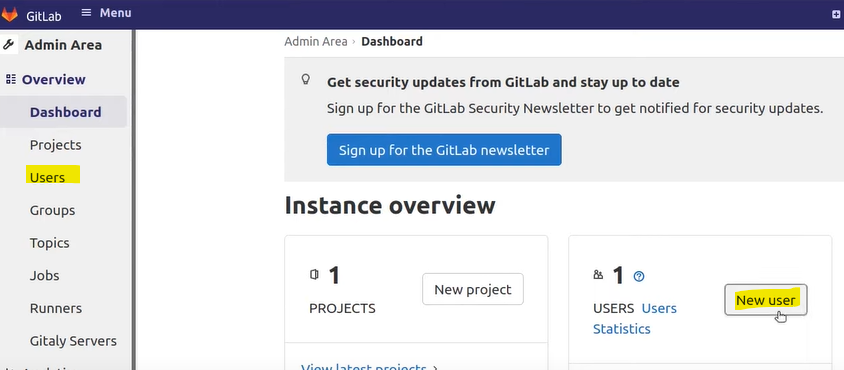 GitLab Menu
Admin Area
Overview
Dashboard
Projects
Users
Groups
Topics
Jobs
Runners
Gitaly Servers
Admin Area › Dashboard
Get security updates from GitLab and stay up to date
Sign up for the GitLab Security Newsletter to get notified for security updates.
Sign up for the GitLab newsletter
Instance overview
1
PROJECTS
New project
View latest projects
1
USERS Users
Statistics
New user